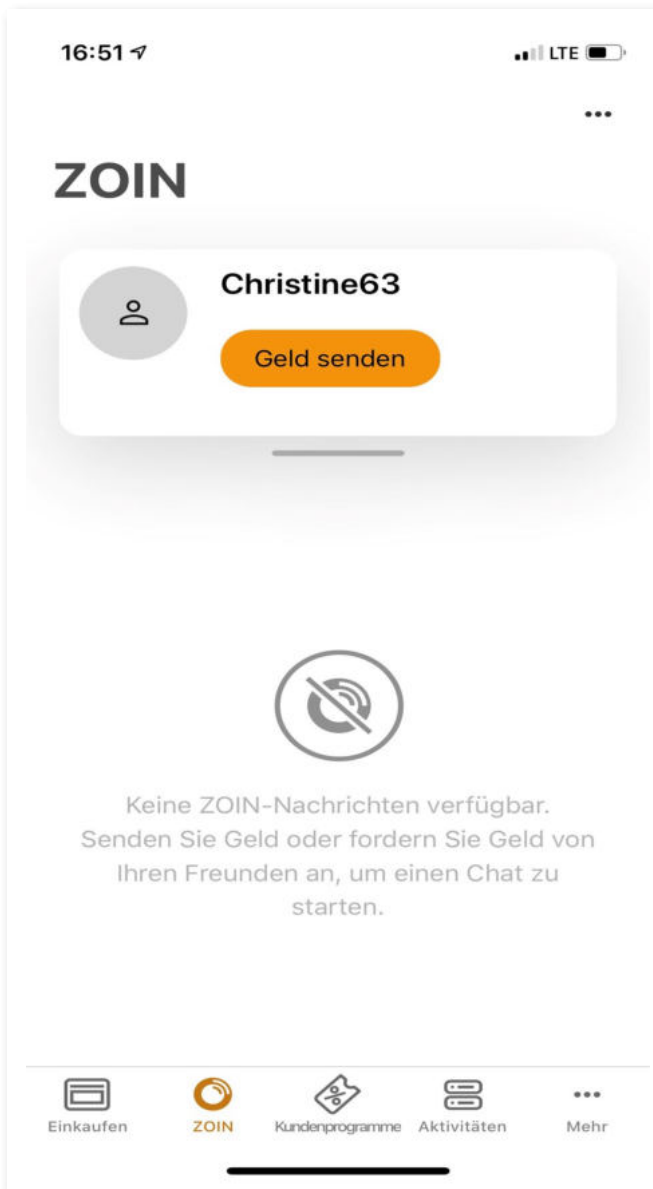 16:51 LTE
ZOIN
Christine63
Geld senden
Keine ZOIN-Nachrichten verfügbar.
Senden Sie Geld oder fordern Sie Geld von
Ihren Freunden an, um einen Chat zu
starten.
Einkaufen ZOIN Kundenprogramme Aktivitäten Mehr